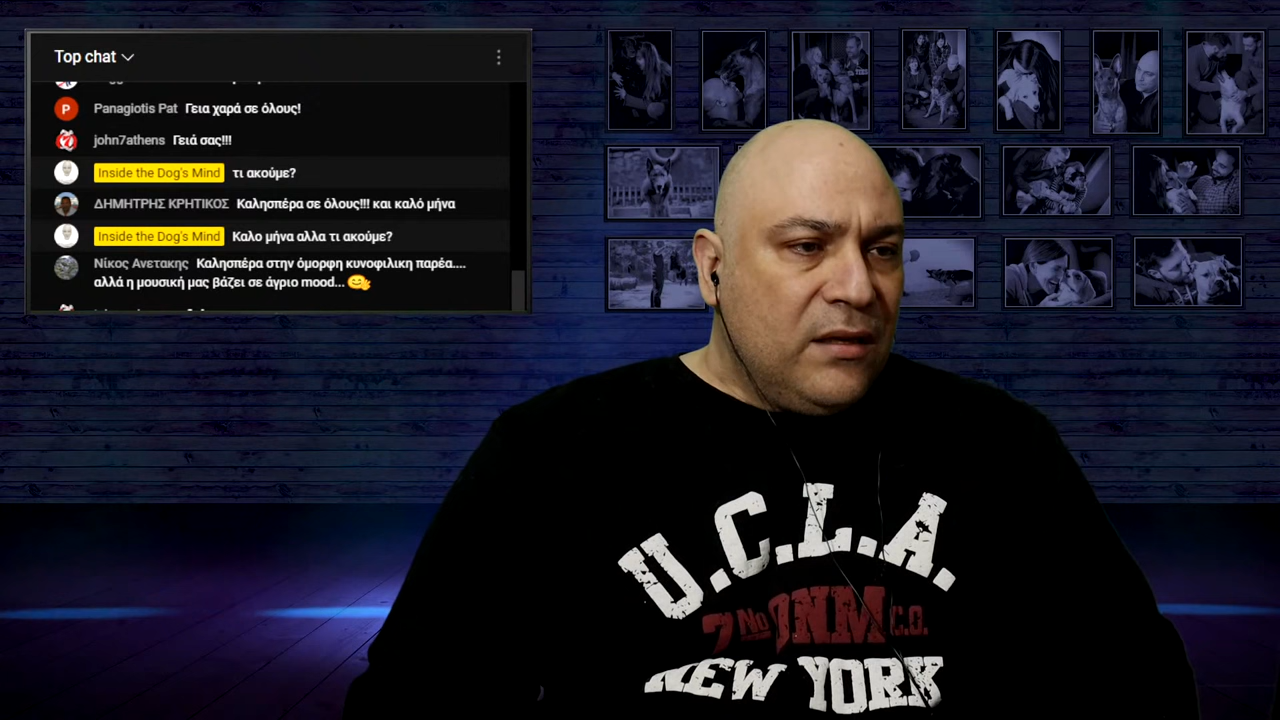 Top chat
Panagiotis Pat Γεια χαρά σε όλους!
P
john7athens Γειά σας!!!
Inside the Dog's Mind τι ακούμε?
ΔΗΜΗΤΡΗΣ ΚΡΗΤΙΚΟΣ Καλησπέρα σε όλους!!! και καλό μήνα
Inside the Dog's Mind Καλο μήνα αλλα τι ακούμε?
Νίκος Ανετακης Καλησπέρα στην όμορφη κυνοφιλικη παρέα....
αλλά η μουσική μας βάζει σε άγριο mood...
U.C.L.A.
No C.O.
NEW YORK